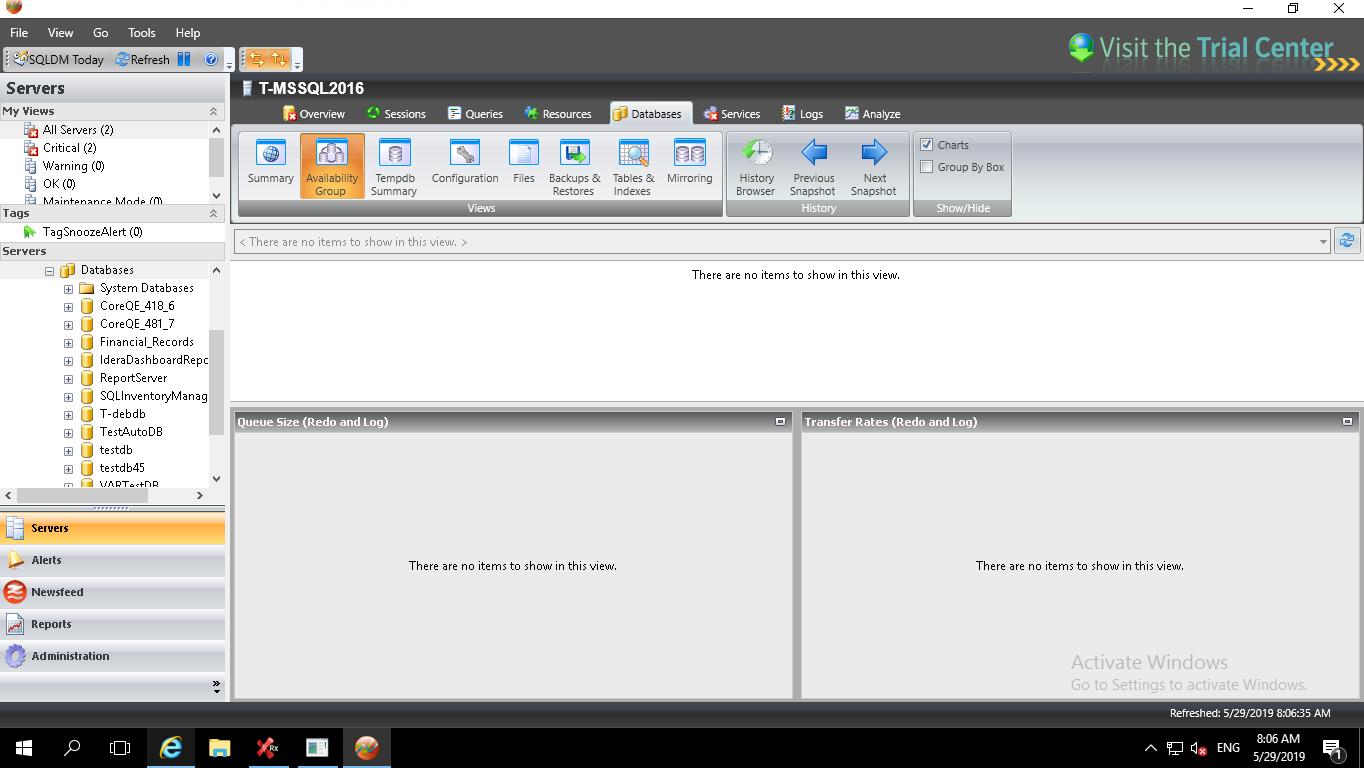 File View Go Tools Help
SQLDM Today Refresh
Visit the Trial Center
Servers
T-MSSQL2016
My Views
All Servers (2)
Critical (2)
Warning (0)
OK (0)
Maintenance Mode (0)
Tags
TagSnoozeAlert (0)
Servers
Databases
System Databases
CoreQE_418_6
CoreQE_481_7
Financial_Records
IderaDashboardRepo
ReportServer
SQLInventoryManag
T-debdb
TestAutoDB
testdb
testdb45
VARTestDB
Servers
Alerts
Newsfeed
Reports
Administration
Overview Sessions Queries Resources Databases Services Logs Analyze
Summary
Availability Group
Tempdb Summary
Configuration
Files
Backups & Restores
Tables & Indexes
Mirroring
Views
History Browser
Previous Snapshot
Next Snapshot
History
Charts
Group By Box
Show/Hide
< There are no items to show in this view. >
There are no items to show in this view.
Queue Size (Redo and Log)
There are no items to show in this view.
Transfer Rates (Redo and Log)
There are no items to show in this view.
Activate Windows
Go to Settings to activate Windows.
Refreshed: 5/29/2019 8:06:35 AM
Rx
ENG
8:06 AM
5/29/2019
1